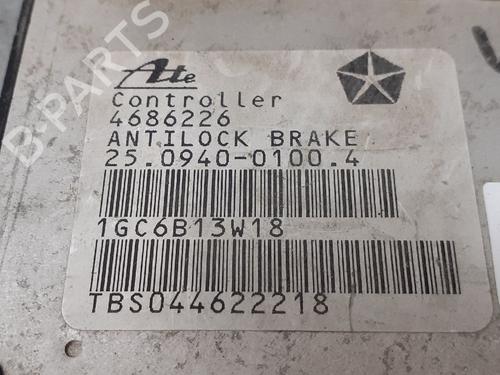 B-PARTS
Ate
Controller
4686226
ANTILOCK BRAKE
25.0940-0100.4
1GC6B13W18
TBS044622218